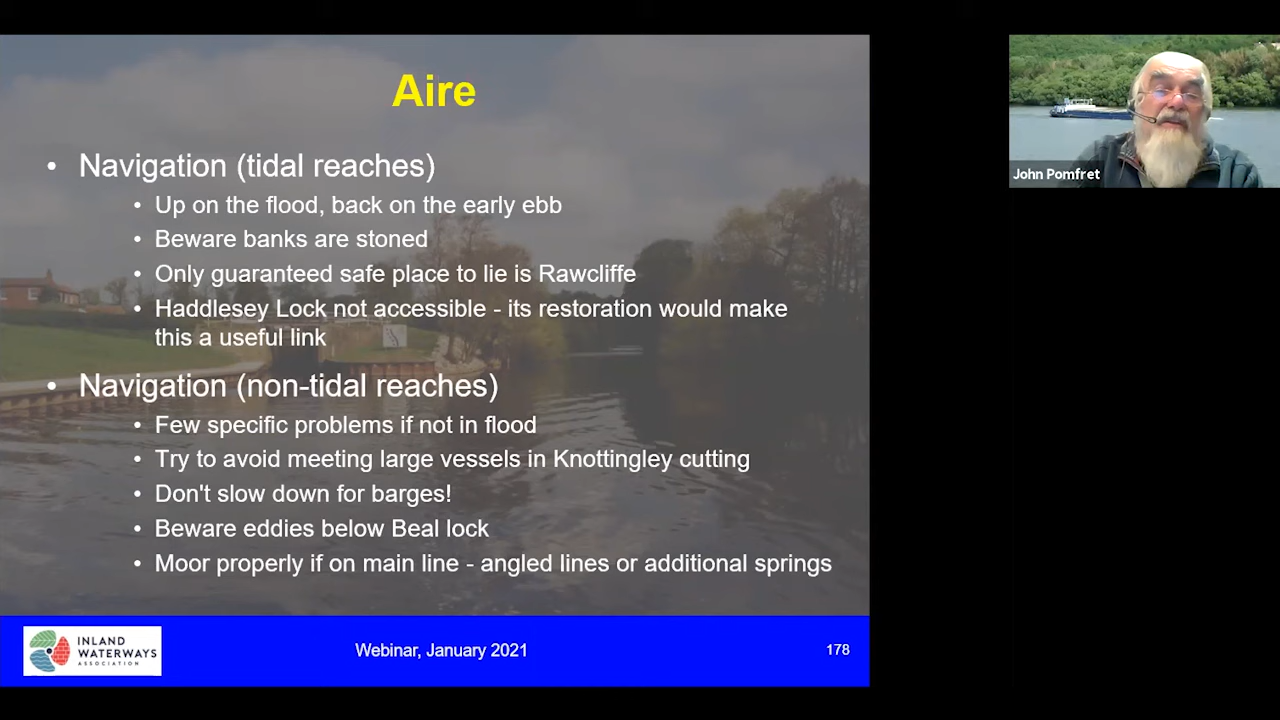 Aire
• Navigation (tidal reaches)
• Up on the flood, back on the early ebb
• Beware banks are stoned
• Only guaranteed safe place to lie is Rawcliffe
• Haddlesey Lock not accessible - its restoration would make
this a useful link
• Navigation (non-tidal reaches)
• Few specific problems if not in flood
• Try to avoid meeting large vessels in Knottingley cutting
• Don't slow down for barges!
• Beware eddies below Beal lock
• Moor properly if on main line - angled lines or additional springs
INLAND
WATERWAYS
ASSOCIATION
Webinar, January 2021
178
John Pomfret